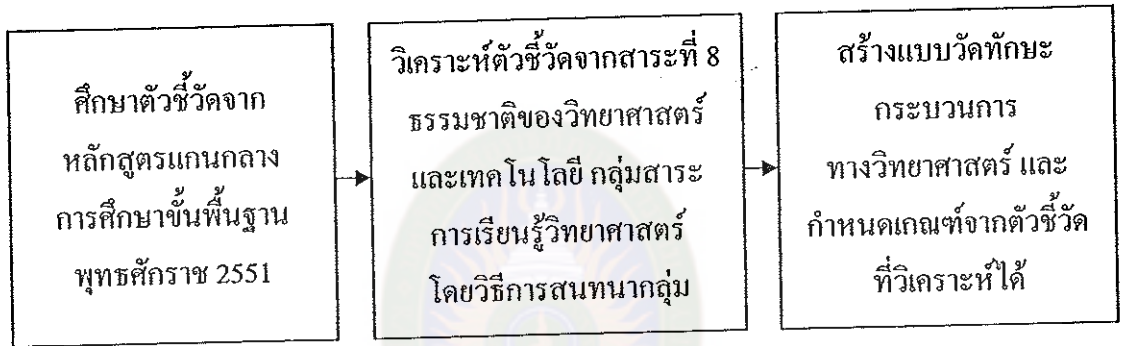 ศึกษาตัวชี้วัดจาก
หลักสูตรแกนกลาง
การศึกษาขั้นพื้นฐาน
พุทธศักราช 2551
วิเคราะห์ตัวชี้วัดจากสาระที่ 8
ธรรมชาติของวิทยาศาสตร์
และเทคโนโลยี กลุ่มสาระ
การเรียนรู้วิทยาศาสตร์
โดยวิธีการสนทนากลุ่ม
สร้างแบบวัดทักษะ
กระบวนการ
ทางวิทยาศาสตร์ และ
กำหนดเกณฑ์จากตัวชี้วัด
ที่วิเคราะห์ได้